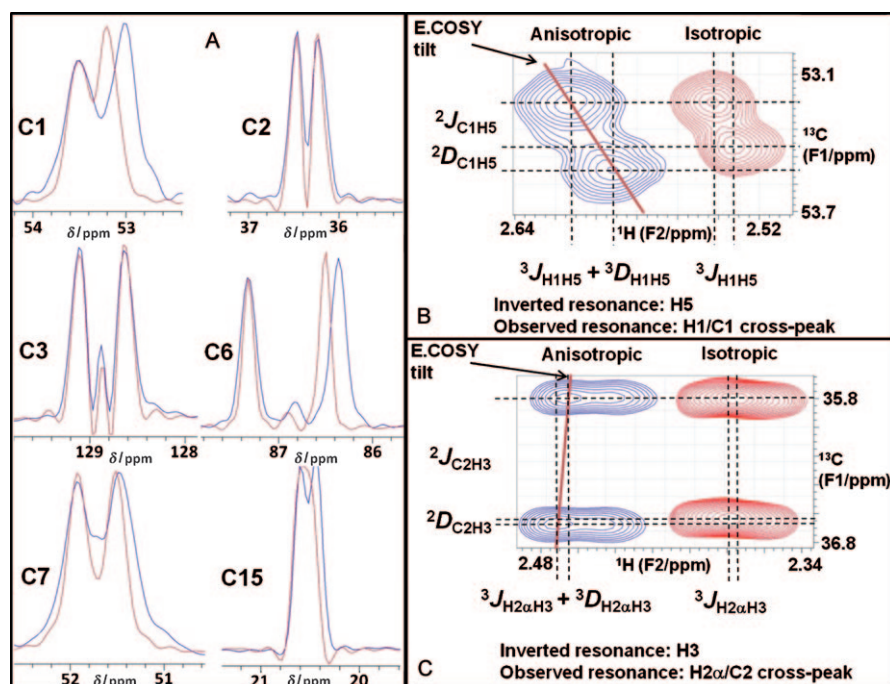 A
C1
54
53
δ/ppm
C2
37
36
δ/ppm
C3
129
128
δ/ppm
C6
87
86
δ/ppm
C7
52
51
δ/ppm
C15
21
20
δ/ppm
E.COSY
tilt
Anisotropic
Isotropic
²J_C1H5
²D_C1H5
53.1
¹³C
(F1/ppm)
53.7
2.64
¹H (F2/ppm)
2.52
³J_H1H5 + ³D_H1H5
³J_H1H5
Inverted resonance: H5
B
Observed resonance: H1/C1 cross-peak
E.COSY
tilt
Anisotropic
Isotropic
35.8
²J_C2H3
¹³C
(F1/ppm)
²D_C2H3
36.8
2.48
¹H (F2/ppm)
2.34
³J_H2αH3 + ³D_H2αH3
³J_H2αH3
Inverted resonance: H3
C
Observed resonance: H2α/C2 cross-peak